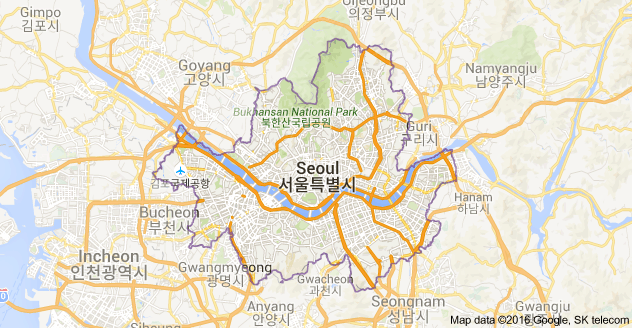 Gimpo
김포시
Uijeongbu
의정부시
Goyang
고양시
Namyangju
남양주시
Bukhansan National Park
북한산국립공원
Guri
구리시
Seoul
서울특별시
김포국제공항
Hanam
하남시
Bucheon
부천시
Incheon
인천광역시
Gwangmyeong
광명시
Gwacheon
과천시
Anyang
안양시
Seongnam
성남시
Gwangju
광주시
Map data ©2016 Google, SK telecom